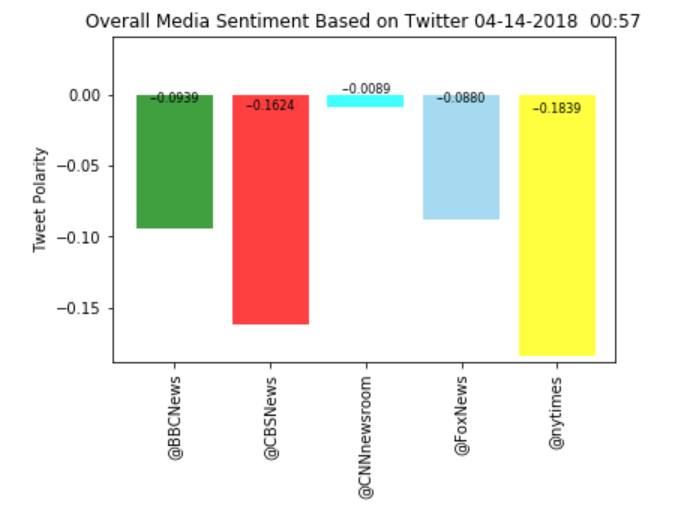 Overall Media Sentiment Based on Twitter 04-14-2018  00:57
Tweet Polarity
0.00
−0.05
−0.10
−0.15
−0.0939
−0.1624
−0.0089
−0.0880
−0.1839
@BBCNews
@CBSNews
@CNNnewsroom
@FoxNews
@nytimes